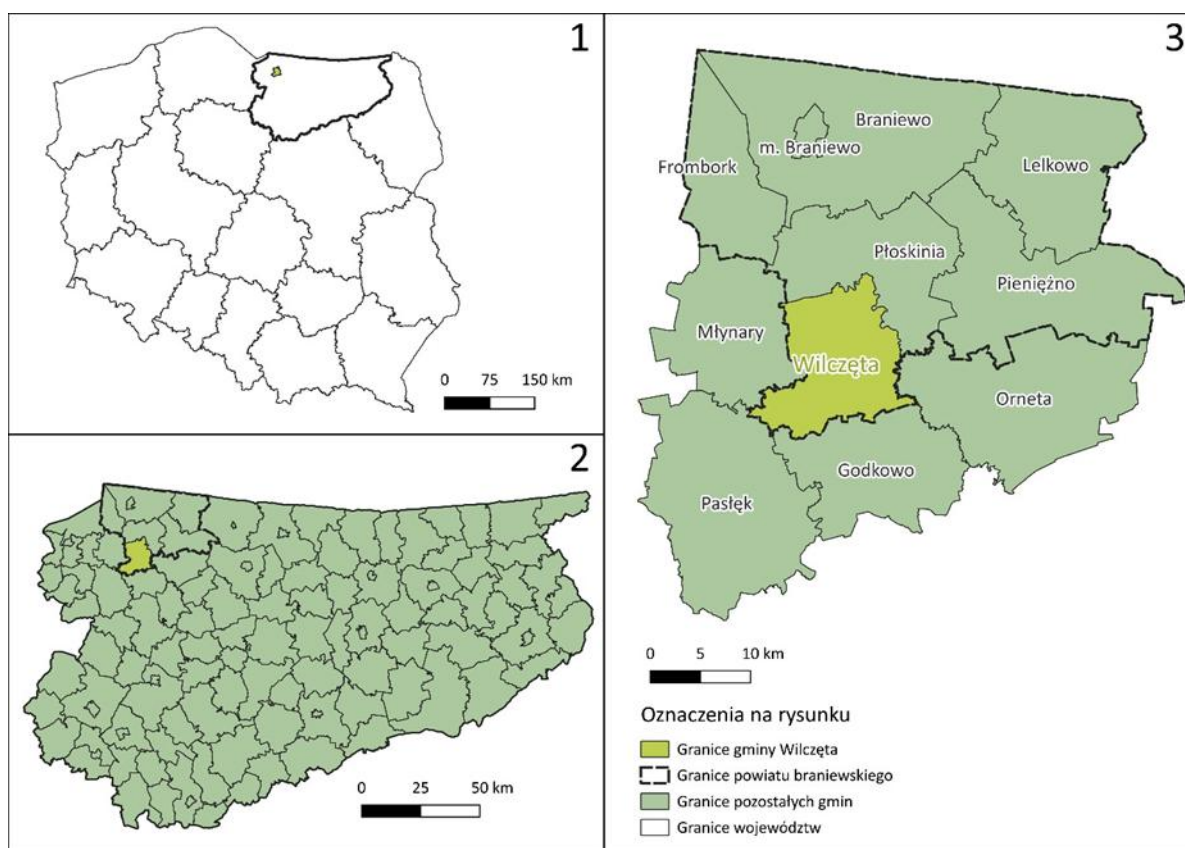 1
0 75 150 km
2
0 25 50 km
3
Braniewo
m. Braniewo
Frombork
Lelkowo
Płoskinia
Pieniężno
Młynary
Wilczęta
Orneta
Godkowo
Pasłęk
0 5 10 km
Oznaczenia na rysunku
Granice gminy Wilczęta
Granice powiatu braniewskiego
Granice pozostałych gmin
Granice województw